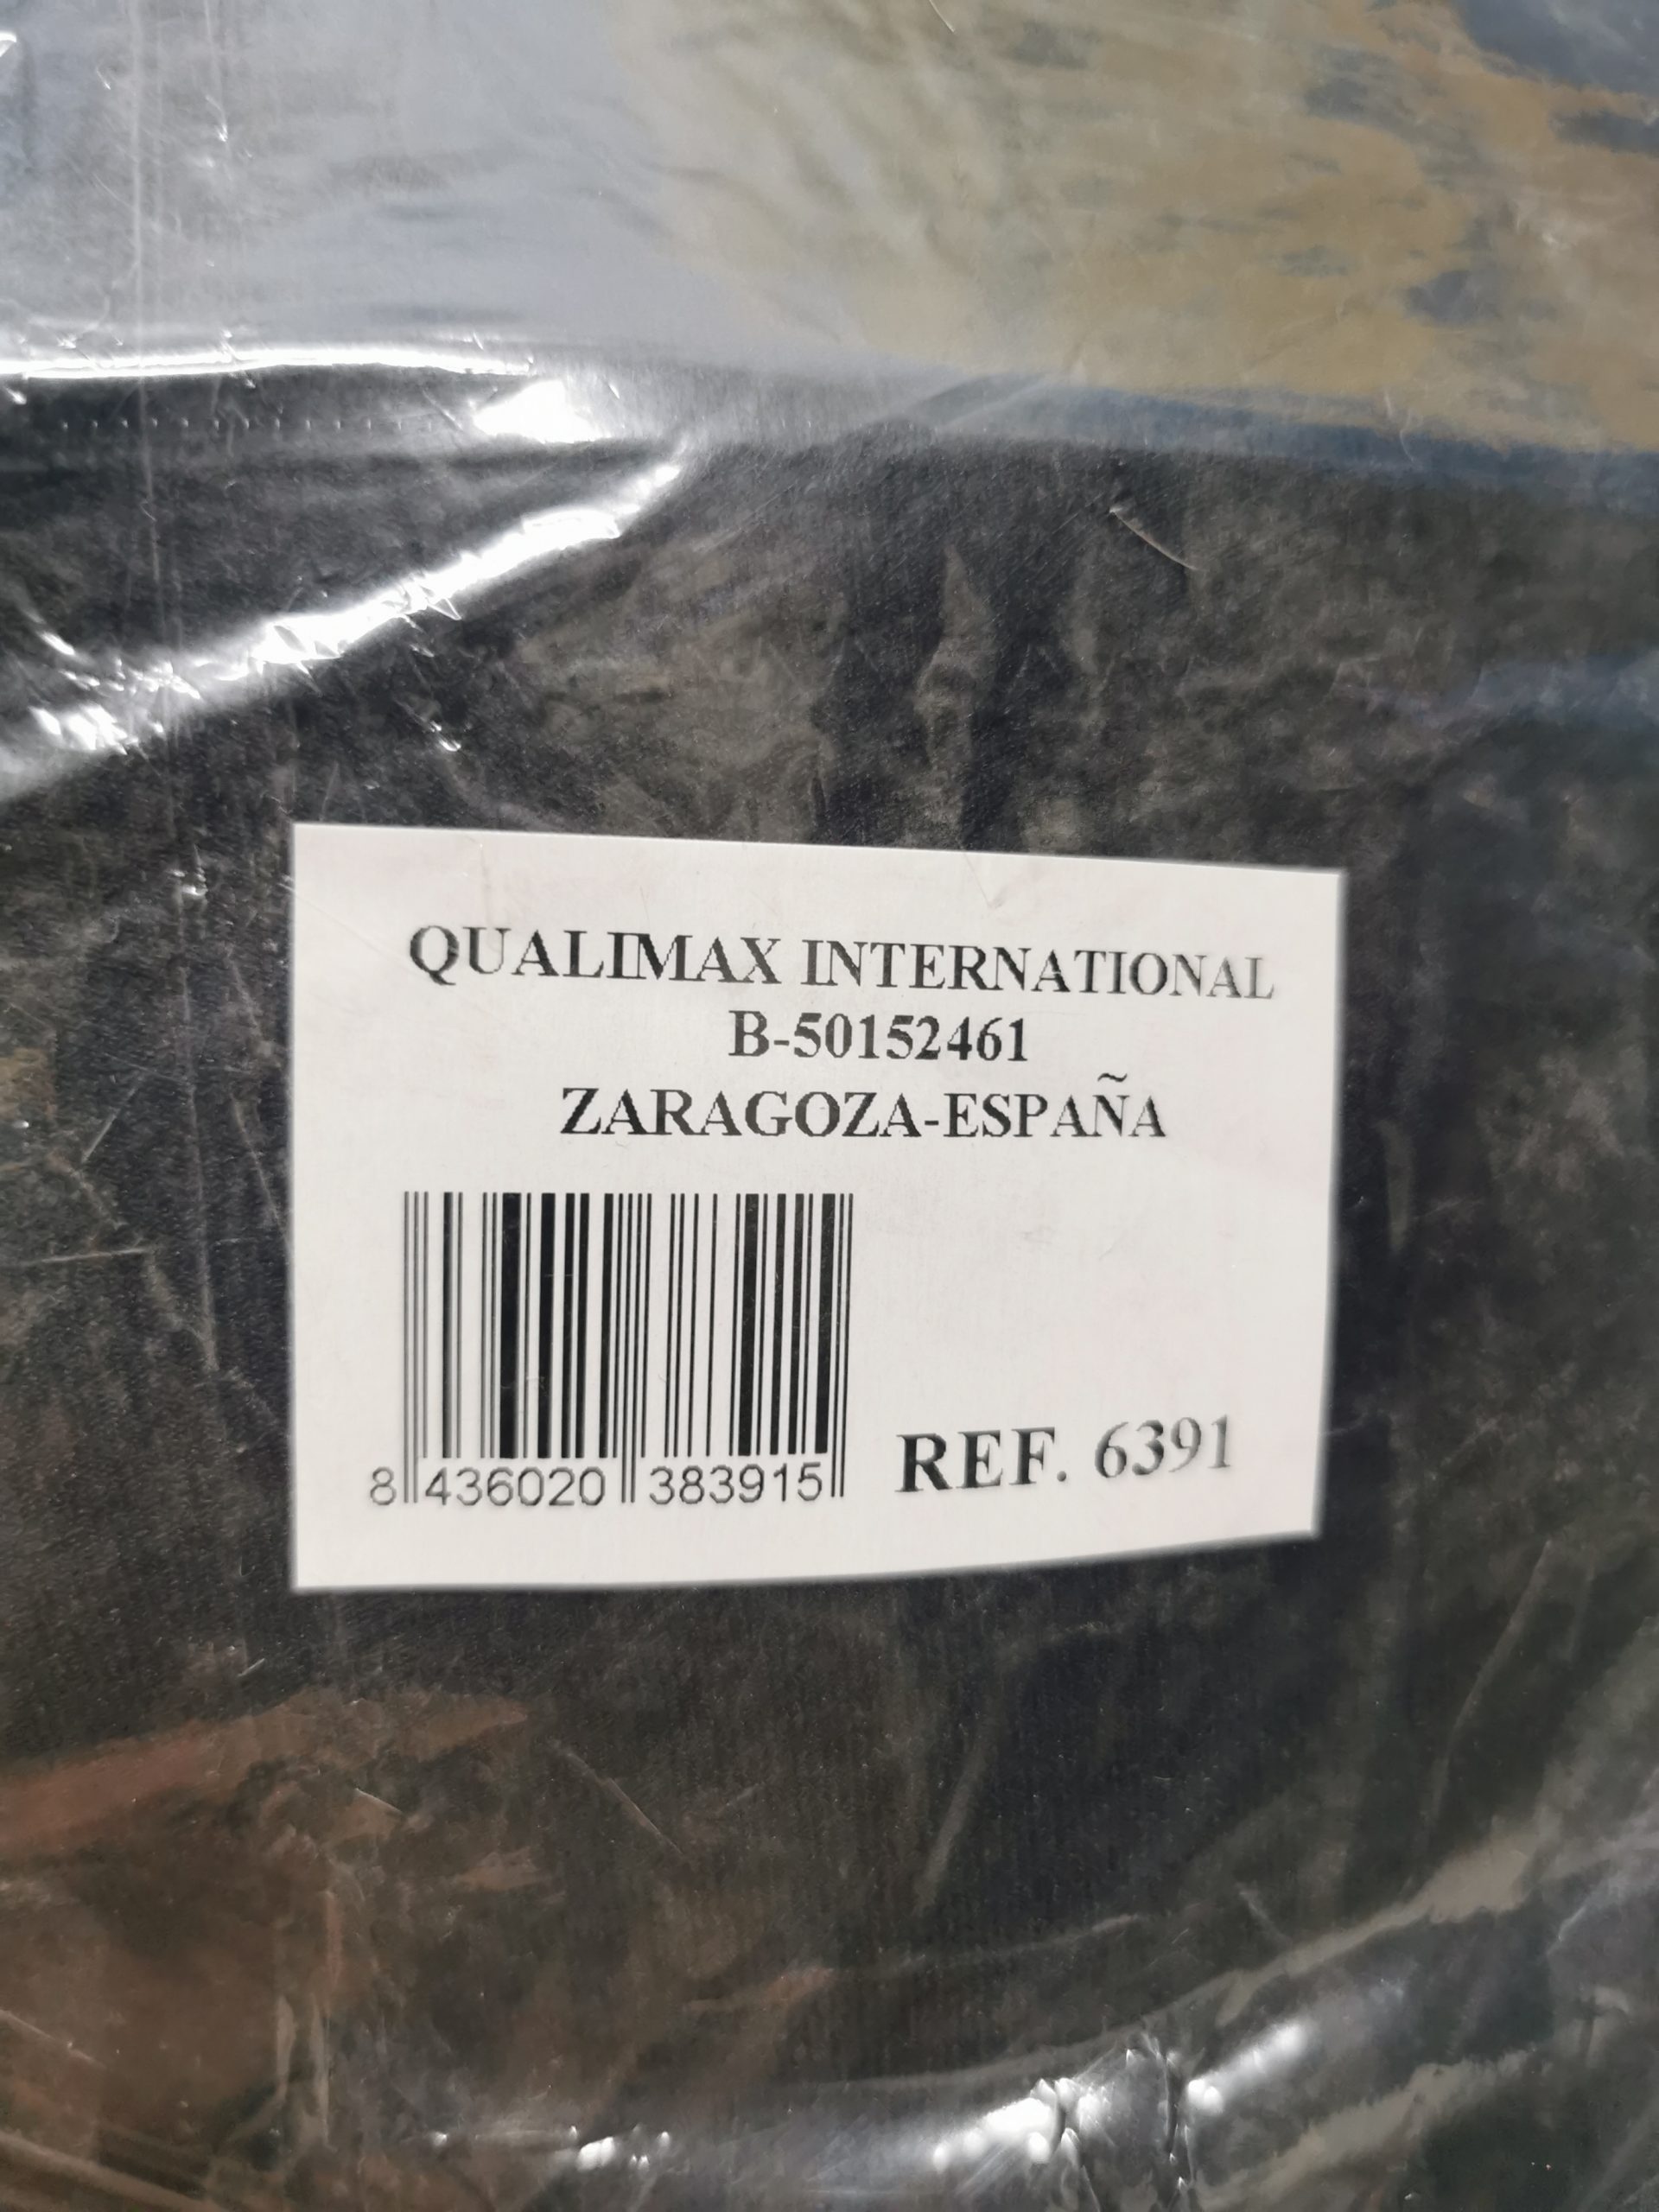 QUALIMAX INTERNATIONAL
B-50152461
ZARAGOZA-ESPAÑA
8 436020 383915
REF. 6391